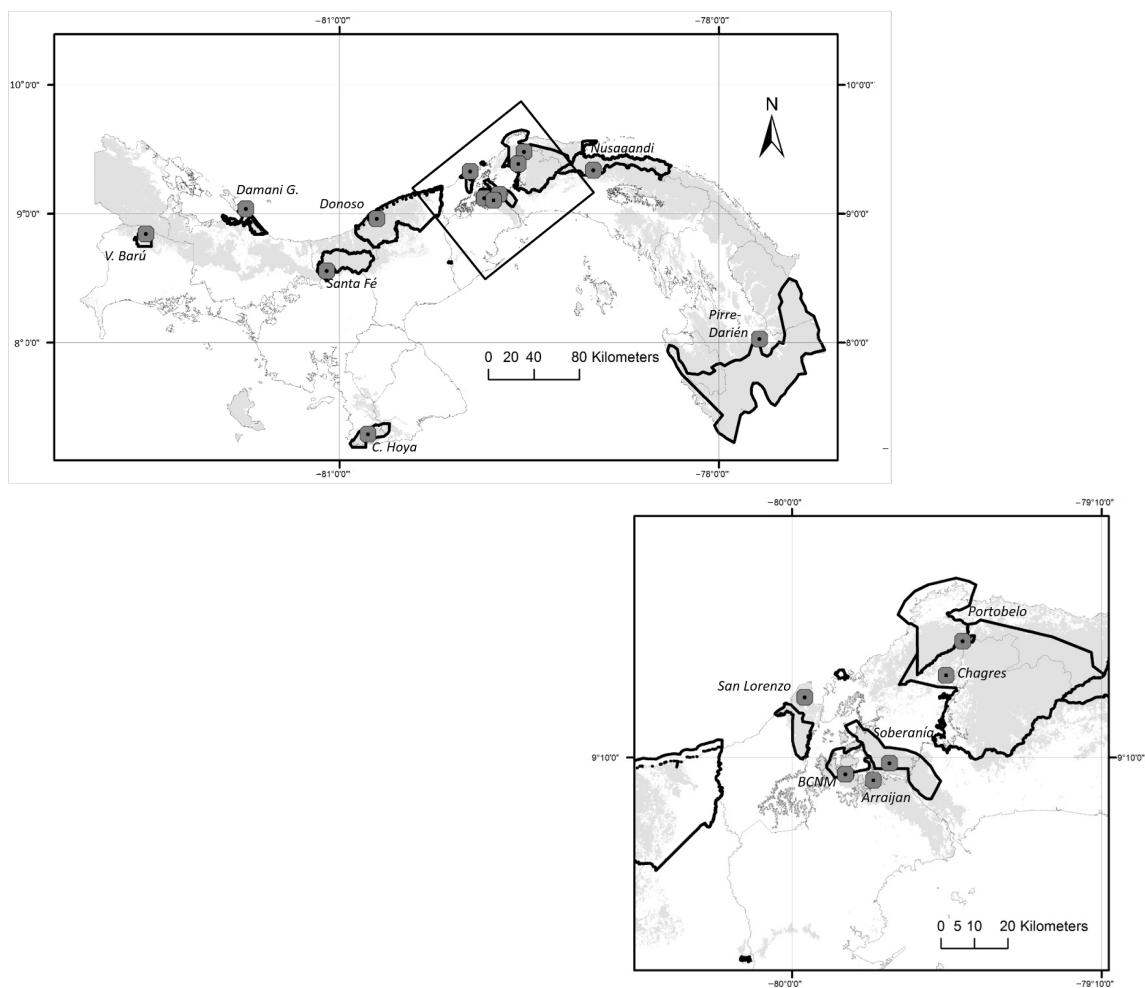 −81°0'0" −78°0'0"
10°0'0" 10°0'0"
N
Nusagandi
Damani G.
Donoso
9°0'0" 9°0'0"
V. Barú
Santa Fé
Pirre-
Darién
8°0'0" 8°0'0"
0 20 40 80 Kilometers
C. Hoya
−81°0'0" −78°0'0"
−80°0'0" −79°10'0"
Portobelo
Chagres
San Lorenzo
Soberanía
9°10'0" 9°10'0"
BCNM
Arraijan
0 5 10 20 Kilometers
−80°0'0" −79°10'0"